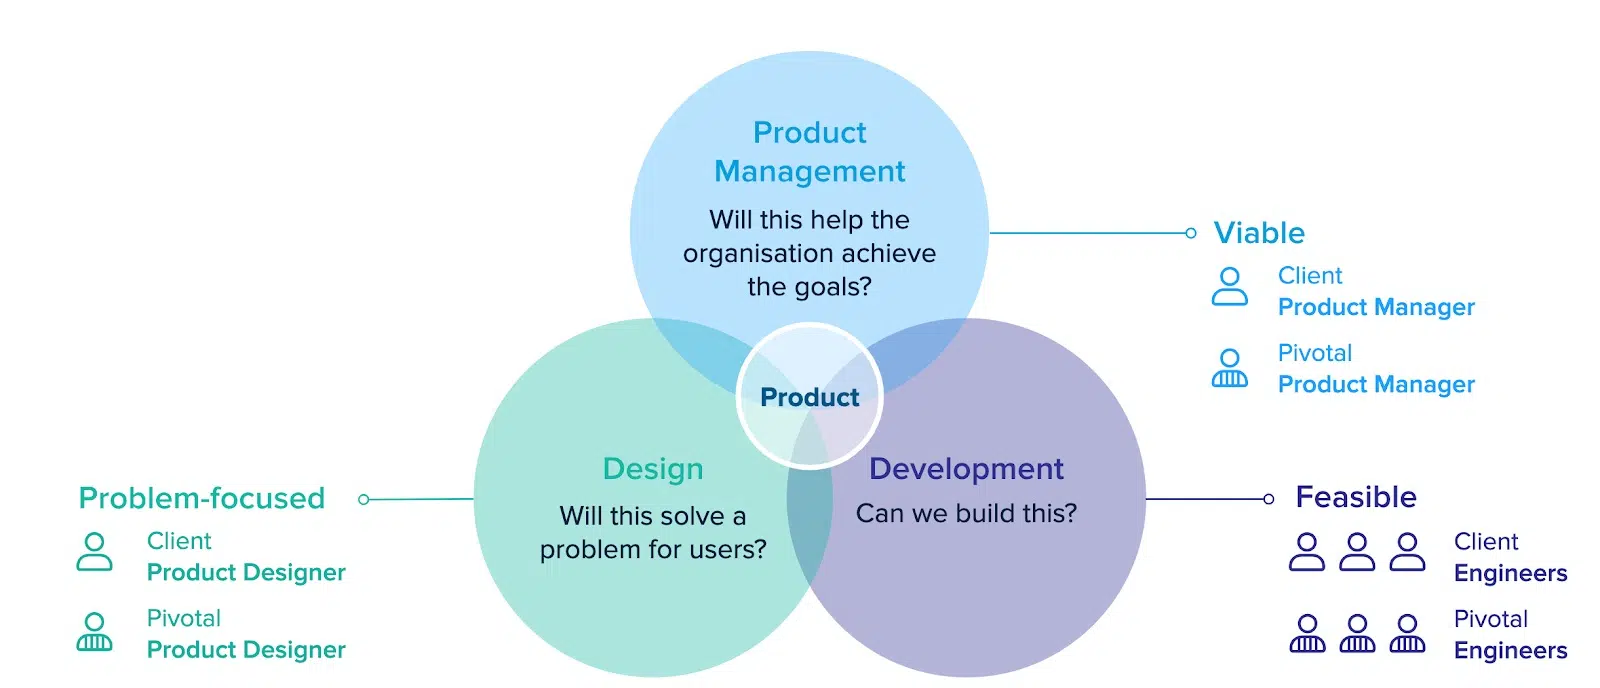 Product
Management
Will this help the
organisation achieve
the goals?
Viable
Client
Product Manager
Pivotal
Product Manager
Product
Design
Will this solve a
problem for users?
Development
Can we build this?
Problem-focused
Client
Product Designer
Pivotal
Product Designer
Feasible
Client
Engineers
Pivotal
Engineers